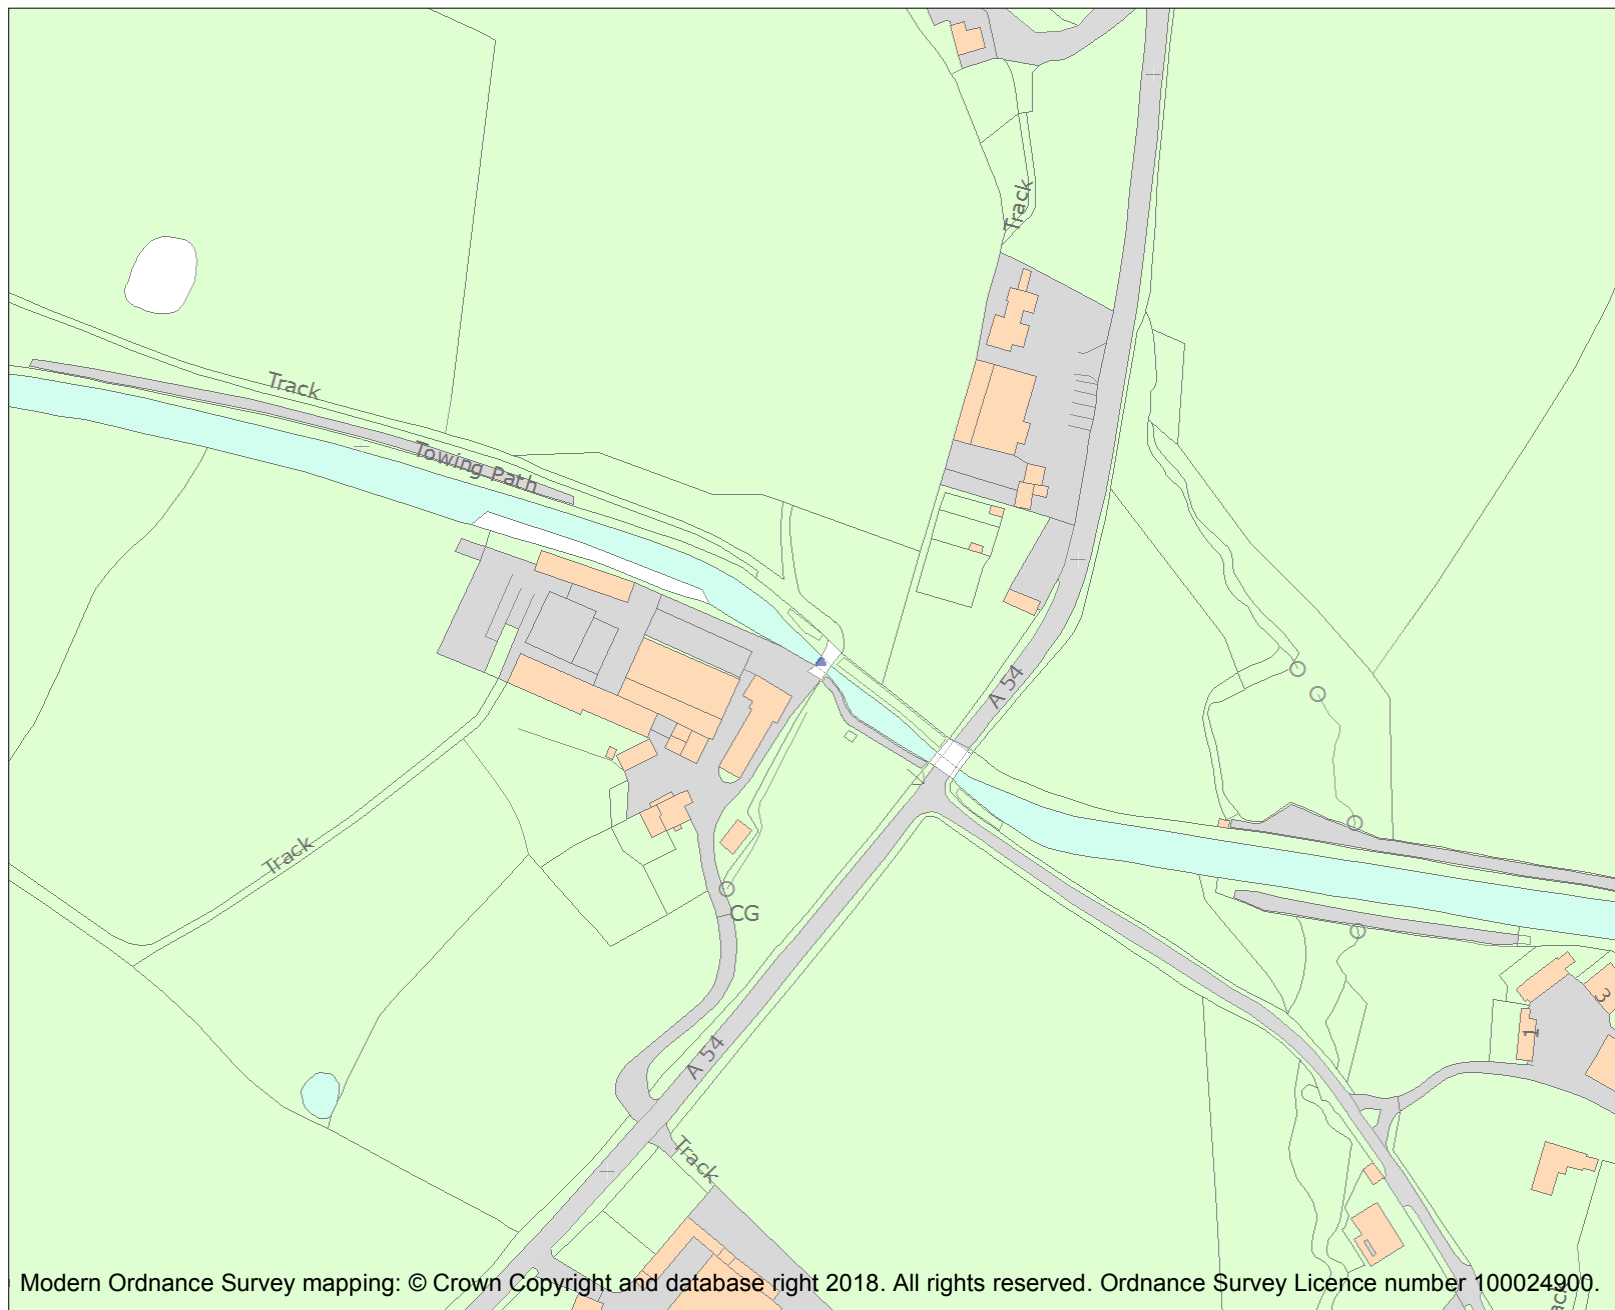 Track
Track
Towing Path
A 54
Track
CG
3
1
A 54
Track
Modern Ordnance Survey mapping: © Crown Copyright and database right 2018. All rights reserved. Ordnance Survey Licence number 100024900.